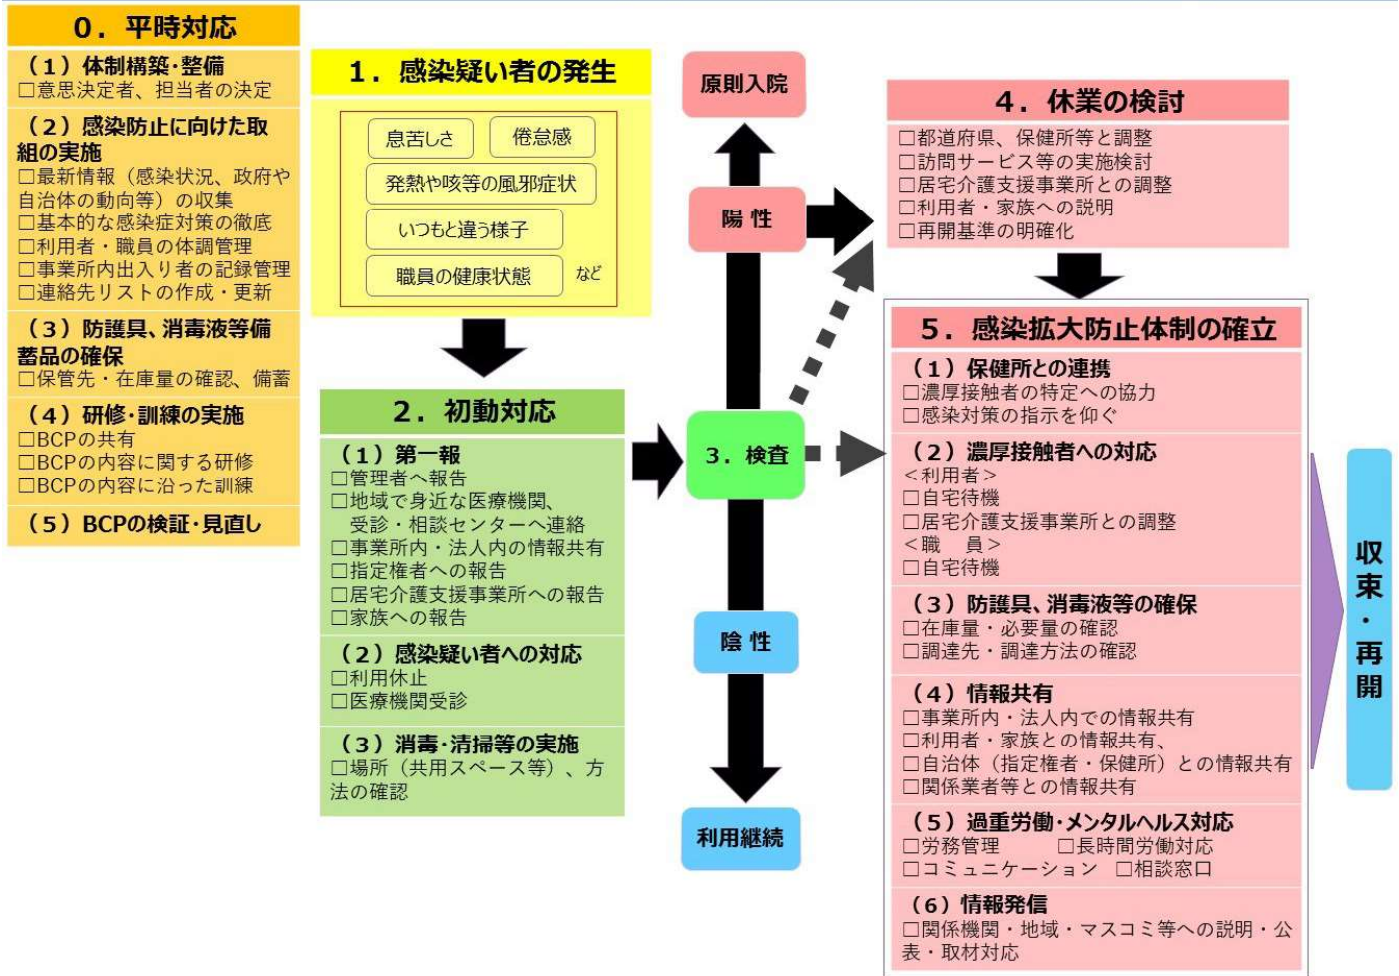 0．平時対応
（1）体制構築・整備
□意思決定者、担当者の決定
（2）感染防止に向けた取
組の実施
□最新情報（感染状況、政府や
自治体の動向等）の収集
□基本的な感染症対策の徹底
□利用者・職員の体調管理
□事業所内出入り者の記録管理
□連絡先リストの作成・更新
（3）防護具、消毒液等備
蓄品の確保
□保管先・在庫量の確認、備蓄
（4）研修・訓練の実施
□BCPの共有
□BCPの内容に関する研修
□BCPの内容に沿った訓練
（5）BCPの検証・見直し
1．感染疑い者の発生
息苦しさ
倦怠感
発熱や咳等の風邪症状
いつもと違う様子
職員の健康状態
など
2．初動対応
（1）第一報
□管理者へ報告
□地域で身近な医療機関、
受診・相談センターへ連絡
□事業所内・法人内の情報共有
□指定権者への報告
□居宅介護支援事業所への報告
□家族への報告
（2）感染疑い者への対応
□利用休止
□医療機関受診
（3）消毒・清掃等の実施
□場所（共用スペース等）、方
法の確認
原則入院
陽性
3．検査
陰性
利用継続
4．休業の検討
□都道府県、保健所等と調整
□訪問サービス等の実施検討
□居宅介護支援事業所との調整
□利用者・家族への説明
□再開基準の明確化
5．感染拡大防止体制の確立
（1）保健所との連携
□濃厚接触者の特定への協力
□感染対策の指示を仰ぐ
（2）濃厚接触者への対応
＜利用者＞
□自宅待機
□居宅介護支援事業所との調整
＜職　員＞
□自宅待機
（3）防護具、消毒液等の確保
□在庫量・必要量の確認
□調達先・調達方法の確認
（4）情報共有
□事業所内・法人内での情報共有
□利用者・家族との情報共有、
□自治体（指定権者・保健所）との情報共有
□関係業者等との情報共有
（5）過重労働・メンタルヘルス対応
□労務管理　□長時間労働対応
□コミュニケーション　□相談窓口
（6）情報発信
□関係機関・地域・マスコミ等への説明・公
表・取材対応
収束・再開